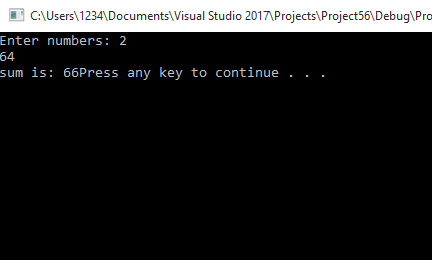 C:\Users\1234\Documents\Visual Studio 2017\Projects\Project56\Debug\Pro
Enter numbers: 2
64
sum is: 66Press any key to continue . . .